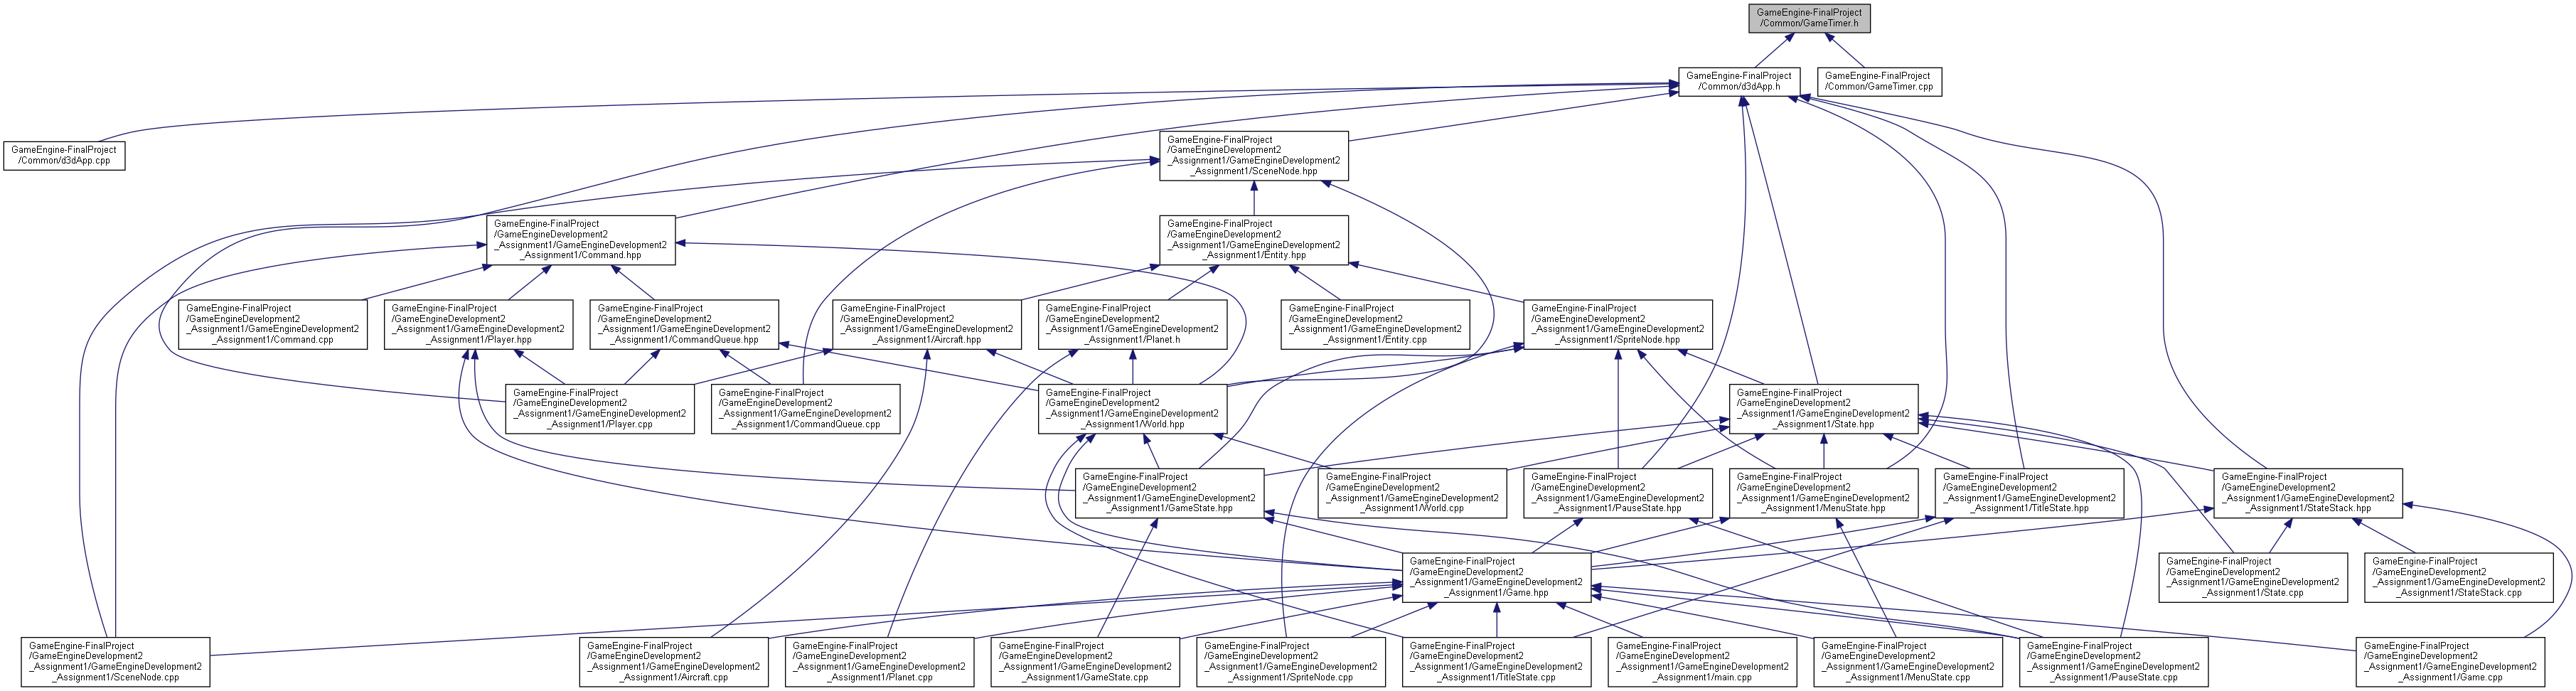 GameEngine-FinalProject
/Common/GameTimer.h
GameEngine-FinalProject
/Common/d3dApp.h
GameEngine-FinalProject
/Common/GameTimer.cpp
GameEngine-FinalProject
/Common/d3dApp.cpp
GameEngine-FinalProject
/GameEngineDevelopment2
_Assignment1/GameEngineDevelopment2
_Assignment1/SceneNode.hpp
GameEngine-FinalProject
/GameEngineDevelopment2
_Assignment1/GameEngineDevelopment2
_Assignment1/Command.hpp
GameEngine-FinalProject
/GameEngineDevelopment2
_Assignment1/GameEngineDevelopment2
_Assignment1/Entity.hpp
GameEngine-FinalProject
/GameEngineDevelopment2
_Assignment1/GameEngineDevelopment2
_Assignment1/Command.cpp
GameEngine-FinalProject
/GameEngineDevelopment2
_Assignment1/GameEngineDevelopment2
_Assignment1/Player.hpp
GameEngine-FinalProject
/GameEngineDevelopment2
_Assignment1/GameEngineDevelopment2
_Assignment1/CommandQueue.hpp
GameEngine-FinalProject
/GameEngineDevelopment2
_Assignment1/GameEngineDevelopment2
_Assignment1/Aircraft.hpp
GameEngine-FinalProject
/GameEngineDevelopment2
_Assignment1/GameEngineDevelopment2
_Assignment1/Planet.h
GameEngine-FinalProject
/GameEngineDevelopment2
_Assignment1/GameEngineDevelopment2
_Assignment1/Entity.cpp
GameEngine-FinalProject
/GameEngineDevelopment2
_Assignment1/GameEngineDevelopment2
_Assignment1/SpriteNode.hpp
GameEngine-FinalProject
/GameEngineDevelopment2
_Assignment1/GameEngineDevelopment2
_Assignment1/Player.cpp
GameEngine-FinalProject
/GameEngineDevelopment2
_Assignment1/GameEngineDevelopment2
_Assignment1/CommandQueue.cpp
GameEngine-FinalProject
/GameEngineDevelopment2
_Assignment1/GameEngineDevelopment2
_Assignment1/World.hpp
GameEngine-FinalProject
/GameEngineDevelopment2
_Assignment1/GameEngineDevelopment2
_Assignment1/State.hpp
GameEngine-FinalProject
/GameEngineDevelopment2
_Assignment1/GameEngineDevelopment2
_Assignment1/GameState.hpp
GameEngine-FinalProject
/GameEngineDevelopment2
_Assignment1/GameEngineDevelopment2
_Assignment1/World.cpp
GameEngine-FinalProject
/GameEngineDevelopment2
_Assignment1/GameEngineDevelopment2
_Assignment1/PauseState.hpp
GameEngine-FinalProject
/GameEngineDevelopment2
_Assignment1/GameEngineDevelopment2
_Assignment1/MenuState.hpp
GameEngine-FinalProject
/GameEngineDevelopment2
_Assignment1/GameEngineDevelopment2
_Assignment1/TitleState.hpp
GameEngine-FinalProject
/GameEngineDevelopment2
_Assignment1/GameEngineDevelopment2
_Assignment1/StateStack.hpp
GameEngine-FinalProject
/GameEngineDevelopment2
_Assignment1/GameEngineDevelopment2
_Assignment1/Game.hpp
GameEngine-FinalProject
/GameEngineDevelopment2
_Assignment1/GameEngineDevelopment2
_Assignment1/State.cpp
GameEngine-FinalProject
/GameEngineDevelopment2
_Assignment1/GameEngineDevelopment2
_Assignment1/StateStack.cpp
GameEngine-FinalProject
/GameEngineDevelopment2
_Assignment1/GameEngineDevelopment2
_Assignment1/SceneNode.cpp
GameEngine-FinalProject
/GameEngineDevelopment2
_Assignment1/GameEngineDevelopment2
_Assignment1/Aircraft.cpp
GameEngine-FinalProject
/GameEngineDevelopment2
_Assignment1/GameEngineDevelopment2
_Assignment1/Planet.cpp
GameEngine-FinalProject
/GameEngineDevelopment2
_Assignment1/GameEngineDevelopment2
_Assignment1/GameState.cpp
GameEngine-FinalProject
/GameEngineDevelopment2
_Assignment1/GameEngineDevelopment2
_Assignment1/SpriteNode.cpp
GameEngine-FinalProject
/GameEngineDevelopment2
_Assignment1/GameEngineDevelopment2
_Assignment1/TitleState.cpp
GameEngine-FinalProject
/GameEngineDevelopment2
_Assignment1/GameEngineDevelopment2
_Assignment1/main.cpp
GameEngine-FinalProject
/GameEngineDevelopment2
_Assignment1/GameEngineDevelopment2
_Assignment1/MenuState.cpp
GameEngine-FinalProject
/GameEngineDevelopment2
_Assignment1/GameEngineDevelopment2
_Assignment1/PauseState.cpp
GameEngine-FinalProject
/GameEngineDevelopment2
_Assignment1/GameEngineDevelopment2
_Assignment1/Game.cpp